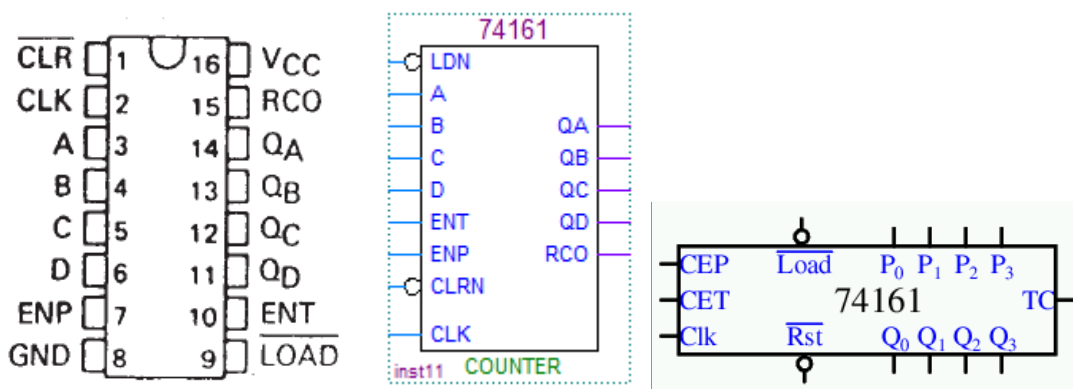 CLR 1 16 VCC
CLK 2 15 RCO
A 3 14 QA
B 4 13 QB
C 5 12 QC
D 6 11 QD
ENP 7 10 ENT
GND 8 9 LOAD
74161
LDN
A
B QA
C QB
D QC
ENT QD
ENP RCO
CLRN
CLK
inst11 COUNTER
CEP Load P0 P1 P2 P3
CET 74161 TC
Clk Rst Q0 Q1 Q2 Q3